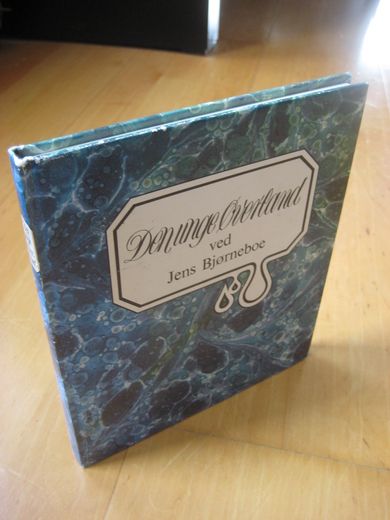 Den unge Øverland
ved
Jens Bjørneboe